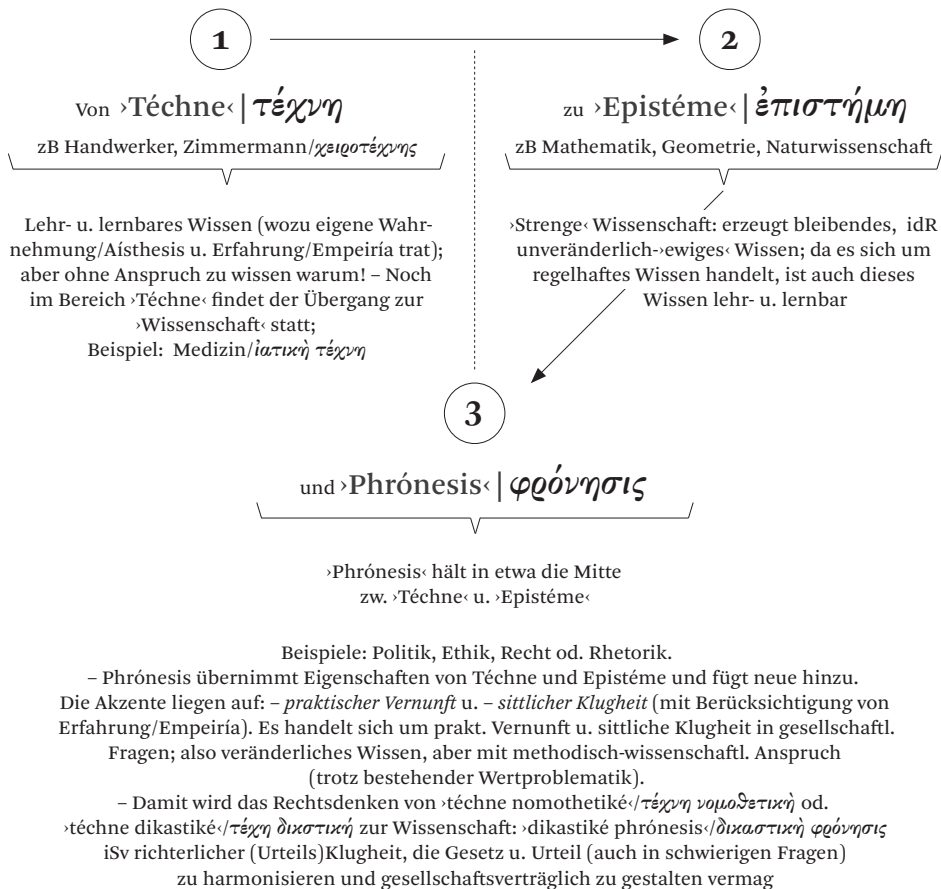 1
2
Von ›Téchne‹ | τέχνη
zB Handwerker, Zimmermann/χειροτέχνης
zu ›Epistéme‹ | ἐπιστήμη
zB Mathematik, Geometrie, Naturwissenschaft
Lehr- u. lernbares Wissen (wozu eigene Wahr-
nehmung/Aísthesis u. Erfahrung/Empeiría trat);
aber ohne Anspruch zu wissen warum! – Noch
im Bereich ›Téchne‹ findet der Übergang zur
›Wissenschaft‹ statt;
Beispiel: Medizin/ἰατικὴ τέχνη
›Strenge‹ Wissenschaft: erzeugt bleibendes, idR
unveränderlich-›ewiges‹ Wissen; da es sich um
regelhaftes Wissen handelt, ist auch dieses
Wissen lehr- u. lernbar
3
und ›Phrónesis‹ | φρόνησις
›Phrónesis‹ hält in etwa die Mitte
zw. ›Téchne‹ u. ›Epistéme‹
Beispiele: Politik, Ethik, Recht od. Rhetorik.
– Phrónesis übernimmt Eigenschaften von Téchne und Epistéme und fügt neue hinzu.
Die Akzente liegen auf: – praktischer Vernunft u. – sittlicher Klugheit (mit Berücksichtigung von
Erfahrung/Empeiría). Es handelt sich um prakt. Vernunft u. sittliche Klugheit in gesellschaftl.
Fragen; also veränderliches Wissen, aber mit methodisch-wissenschaftl. Anspruch
(trotz bestehender Wertproblematik).
– Damit wird das Rechtsdenken von ›téchne nomothetiké‹/τέχνη νομοϑετικὴ od.
›téchne dikastiké‹/τέχη δικστική zur Wissenschaft: ›dikastiké phrónesis‹/δικαστικὴ φρόνησις
iSv richterlicher (Urteils)Klugheit, die Gesetz u. Urteil (auch in schwierigen Fragen)
zu harmonisieren und gesellschaftsverträglich zu gestalten vermag